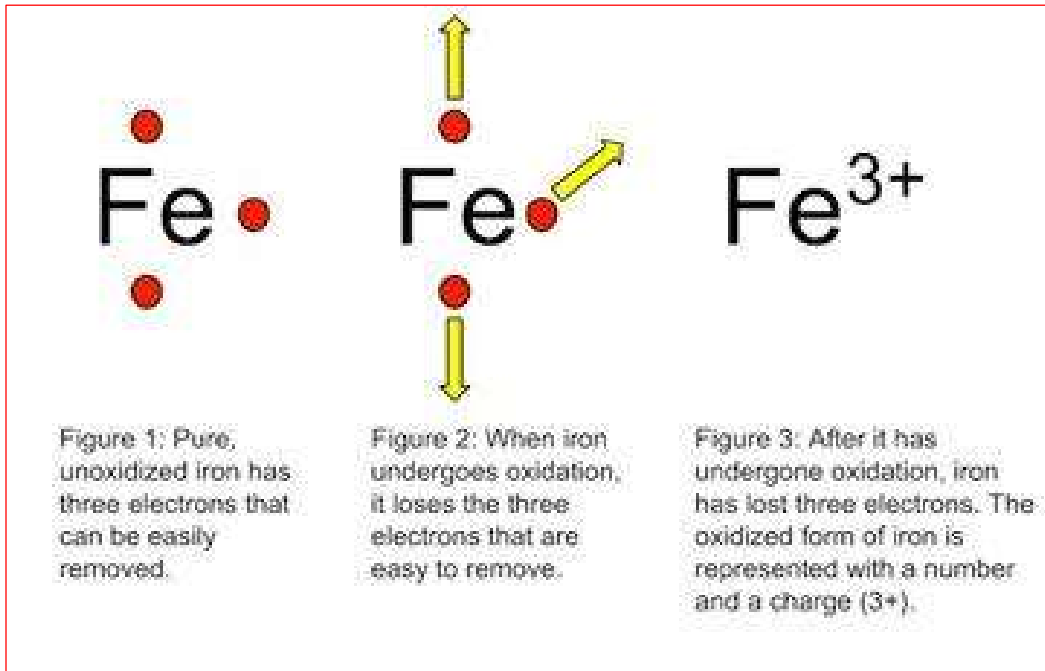 Fe
Fe
Fe3+
Figure 1: Pure,
unoxidized iron has
three electrons that
can be easily
removed.
Figure 2: When iron
undergoes oxidation,
it loses the three
electrons that are
easy to remove.
Figure 3: After it has
undergone oxidation, iron
has lost three electrons. The
oxidized form of iron is
represented with a number
and a charge (3+).